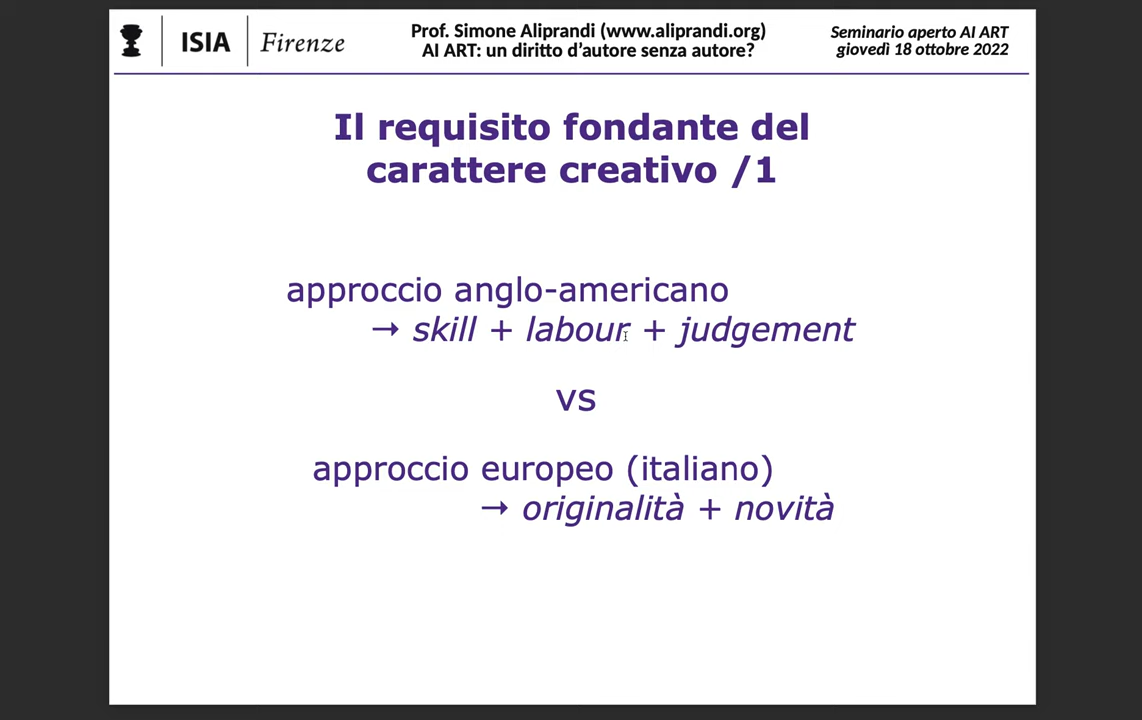 ISIA Firenze
Prof. Simone Aliprandi (www.aliprandi.org)
AI ART: un diritto d'autore senza autore?
Seminario aperto AI ART
giovedì 18 ottobre 2022
Il requisito fondante del
carattere creativo /1
approccio anglo-americano
→ skill + labour + judgement
vs
approccio europeo (italiano)
→ originalità + novità